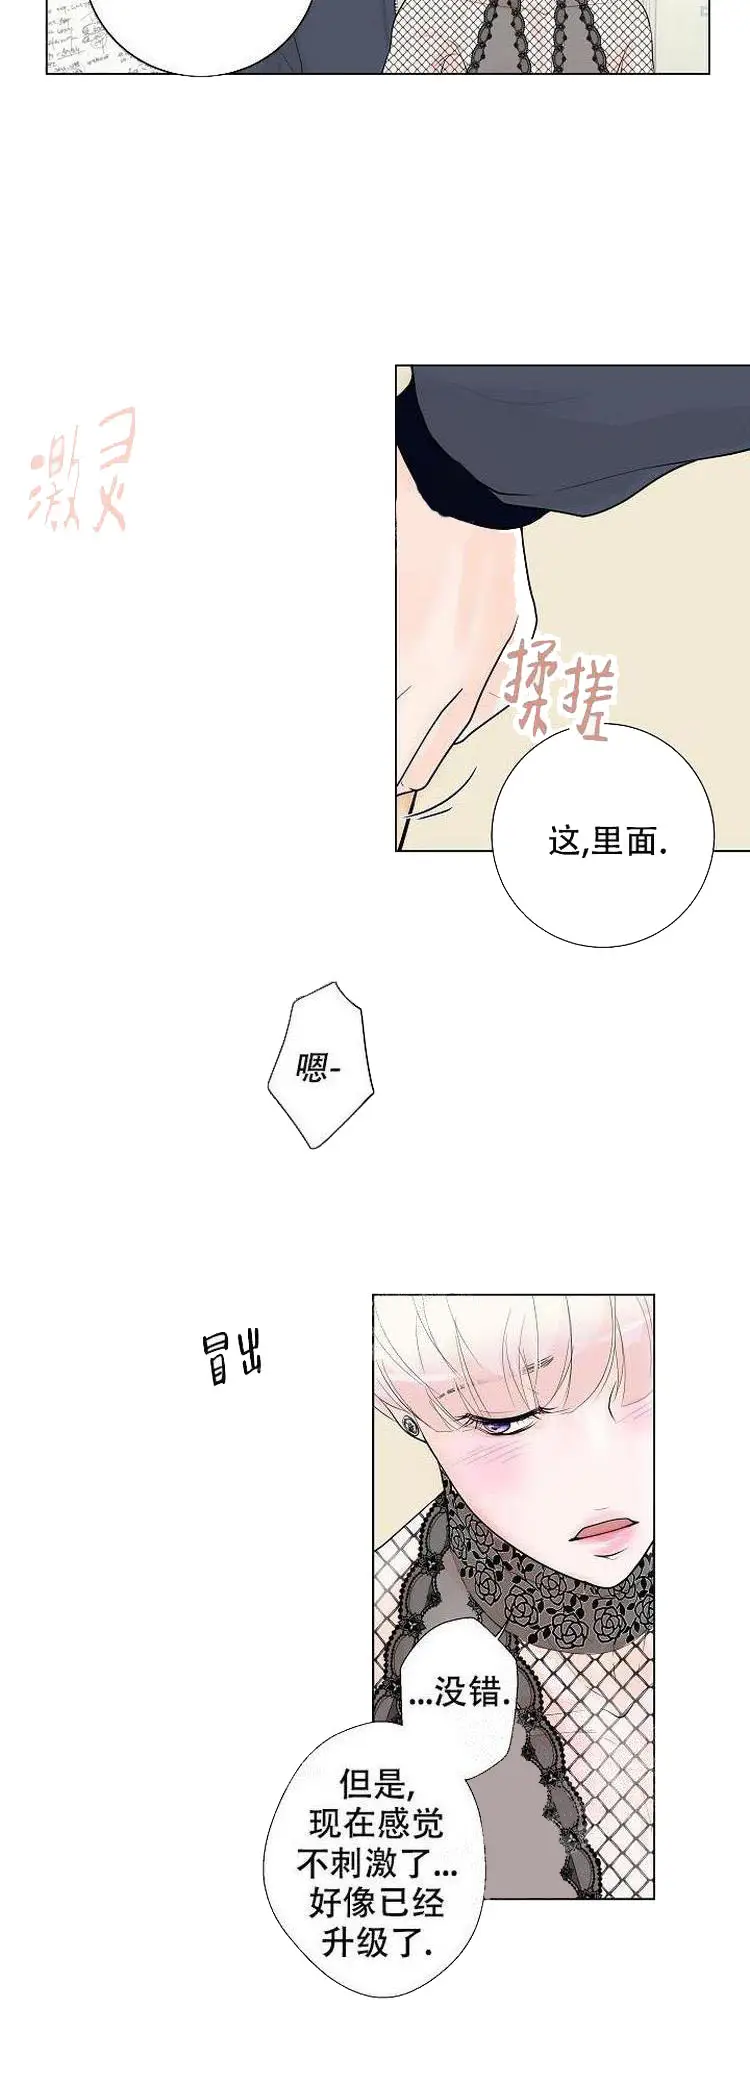 激灵
揉搓
这,里面.
嗯-
冒出
...没错.
但是,
现在感觉
不刺激了...
好像已经
升级了.